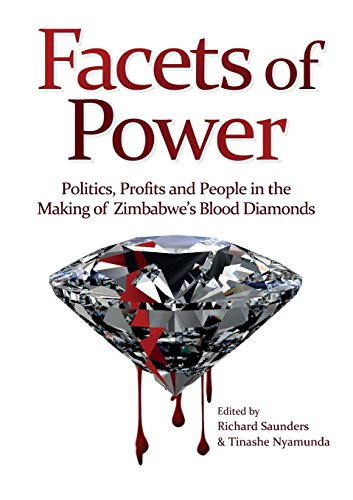 Facets of
Power
Politics, Profits and People in the
Making of Zimbabwe's Blood Diamonds
Edited by
Richard Saunders
& Tinashe Nyamunda